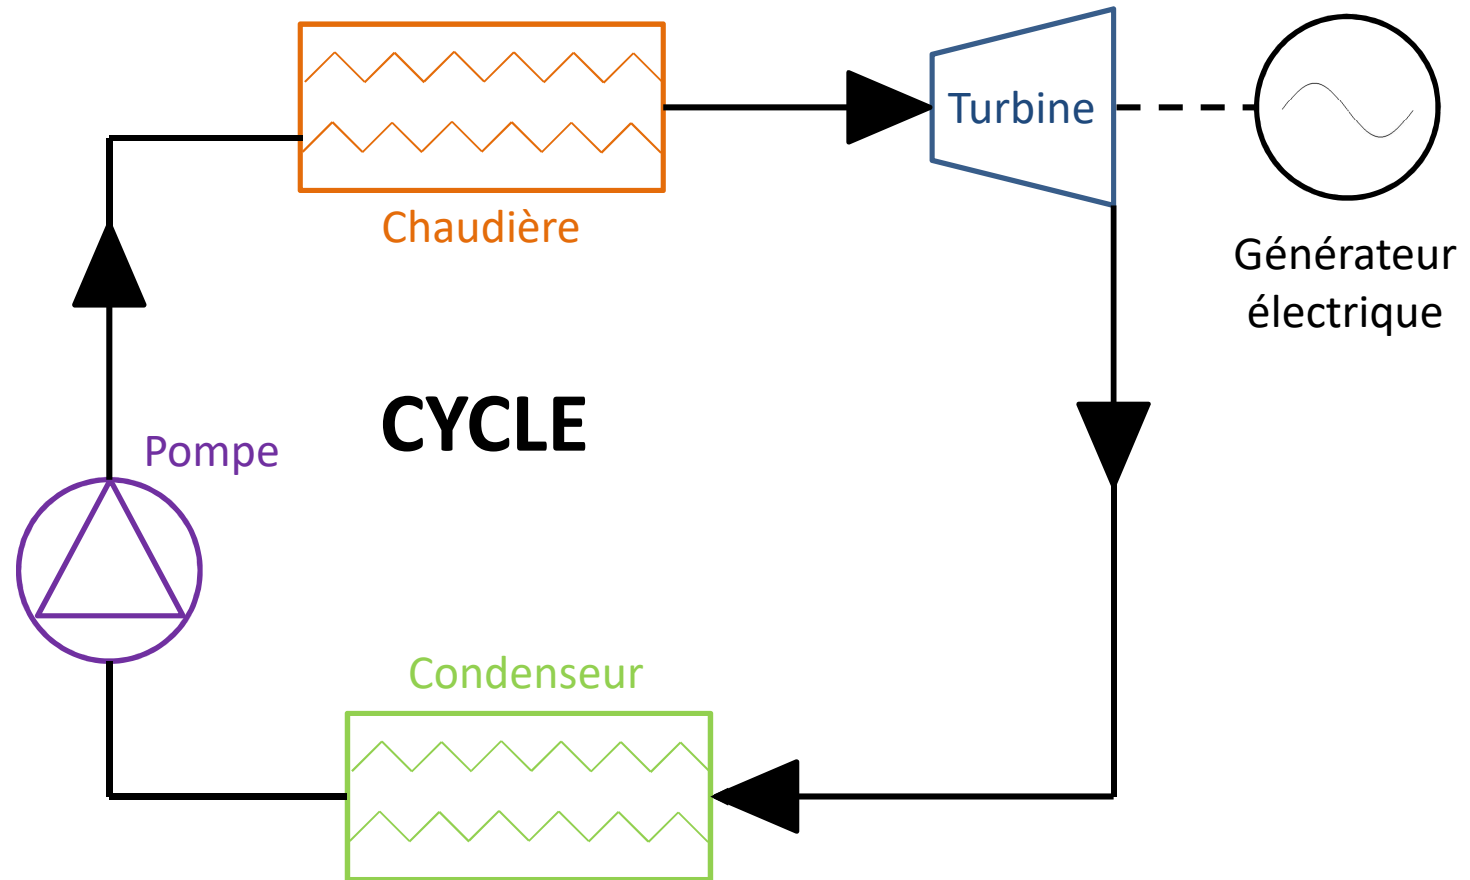 Turbine
Chaudière
Générateur
électrique
CYCLE
Pompe
Condenseur